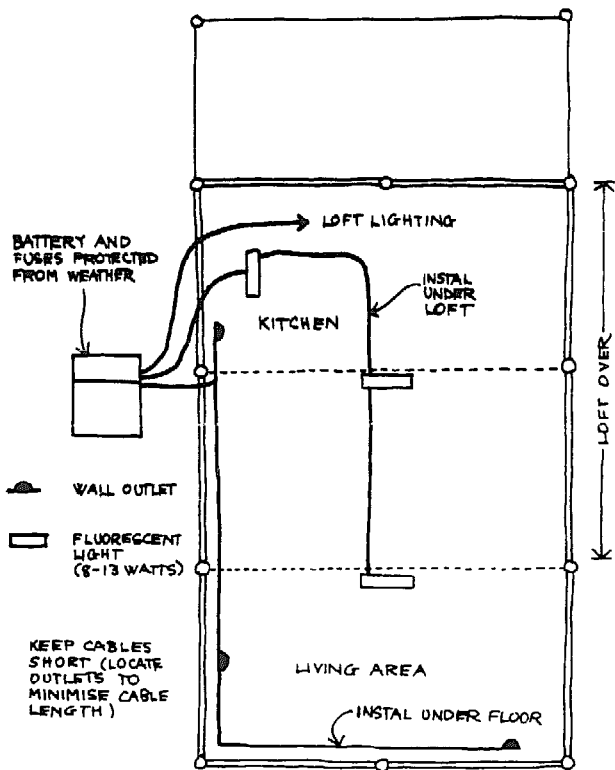 LOFT LIGHTING
BATTERY AND
FUSES PROTECTED
FROM WEATHER
INSTAL
UNDER
LOFT
KITCHEN
LOFT OVER
WALL OUTLET
FLUORESCENT
LIGHT
(8-13 WATTS)
KEEP CABLES
SHORT (LOCATE
OUTLETS TO
MINIMISE CABLE
LENGTH)
LIVING AREA
INSTAL UNDER FLOOR